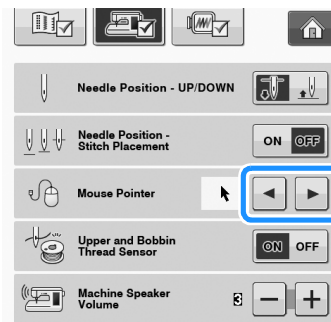 Needle Position - UP/DOWN
Needle Position -
Stitch Placement
ON OFF
Mouse Pointer
Upper and Bobbin
Thread Sensor
ON OFF
Machine Speaker
Volume
3 − +